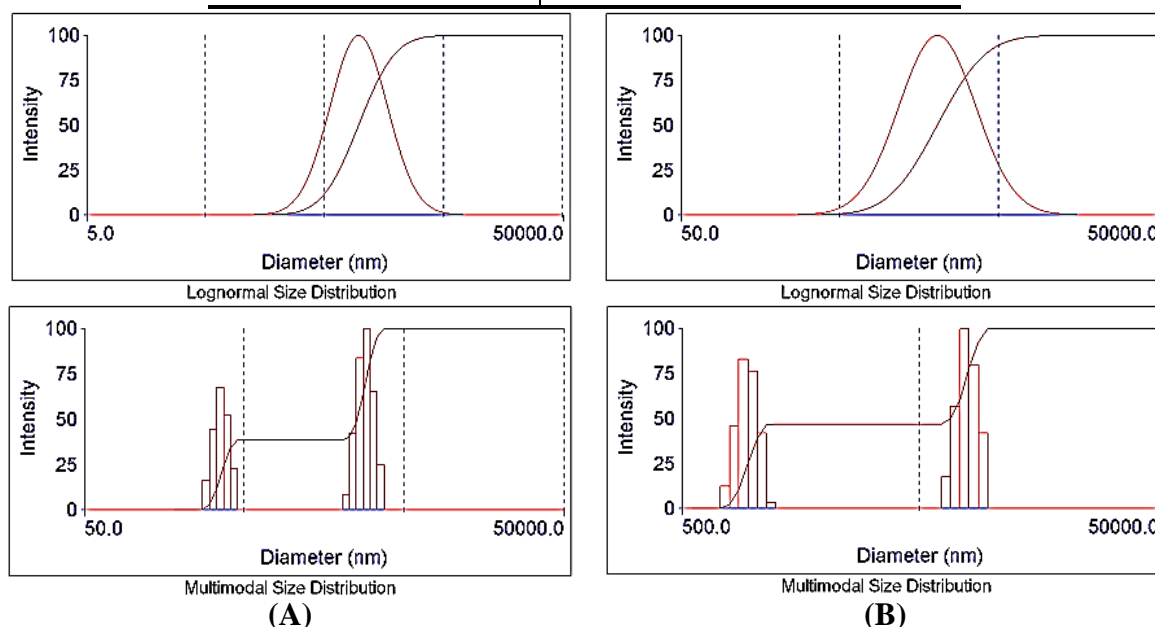 100
75
50
25
0
Intensity
5.0
50000.0
Diameter (nm)
Lognormal Size Distribution
100
75
50
25
0
Intensity
50.0
50000.0
Diameter (nm)
Lognormal Size Distribution
100
75
50
25
0
Intensity
50.0
50000.0
Diameter (nm)
Multimodal Size Distribution
(A)
100
75
50
25
0
Intensity
500.0
50000.0
Diameter (nm)
Multimodal Size Distribution
(B)